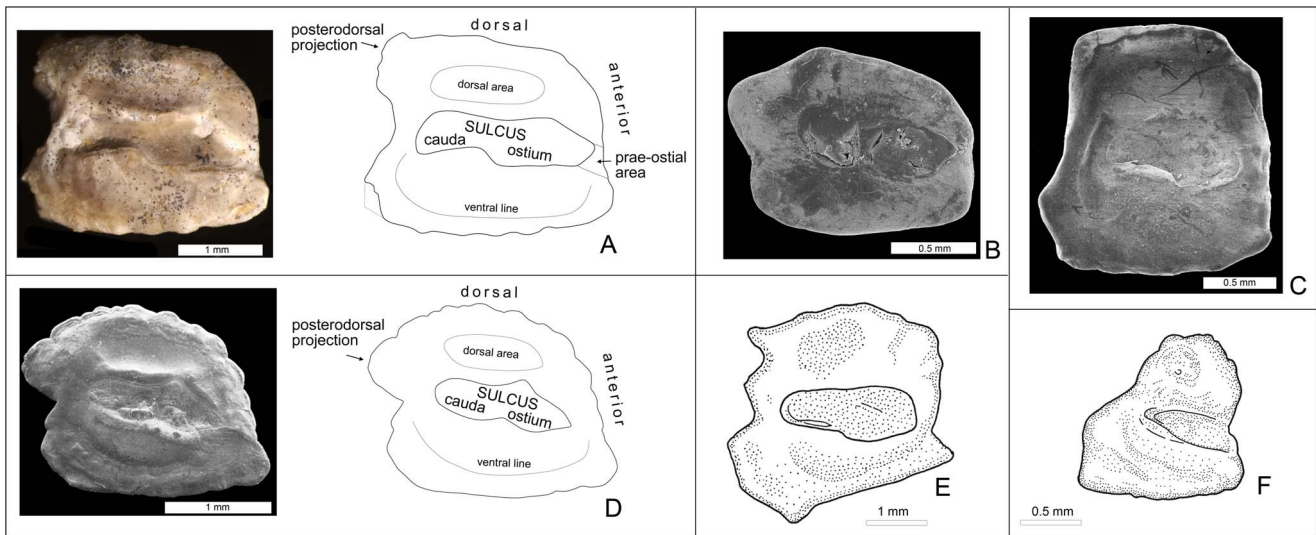 dorsal
posterodorsal
projection
anterior
dorsal area
SULCUS
cauda
ostium
prae-ostial
area
ventral line
1 mm
A
0.5 mm
B
0.5 mm
C
dorsal
posterodorsal
projection
anterior
dorsal area
SULCUS
cauda
ostium
ventral line
1 mm
D
E
1 mm
F
0.5 mm